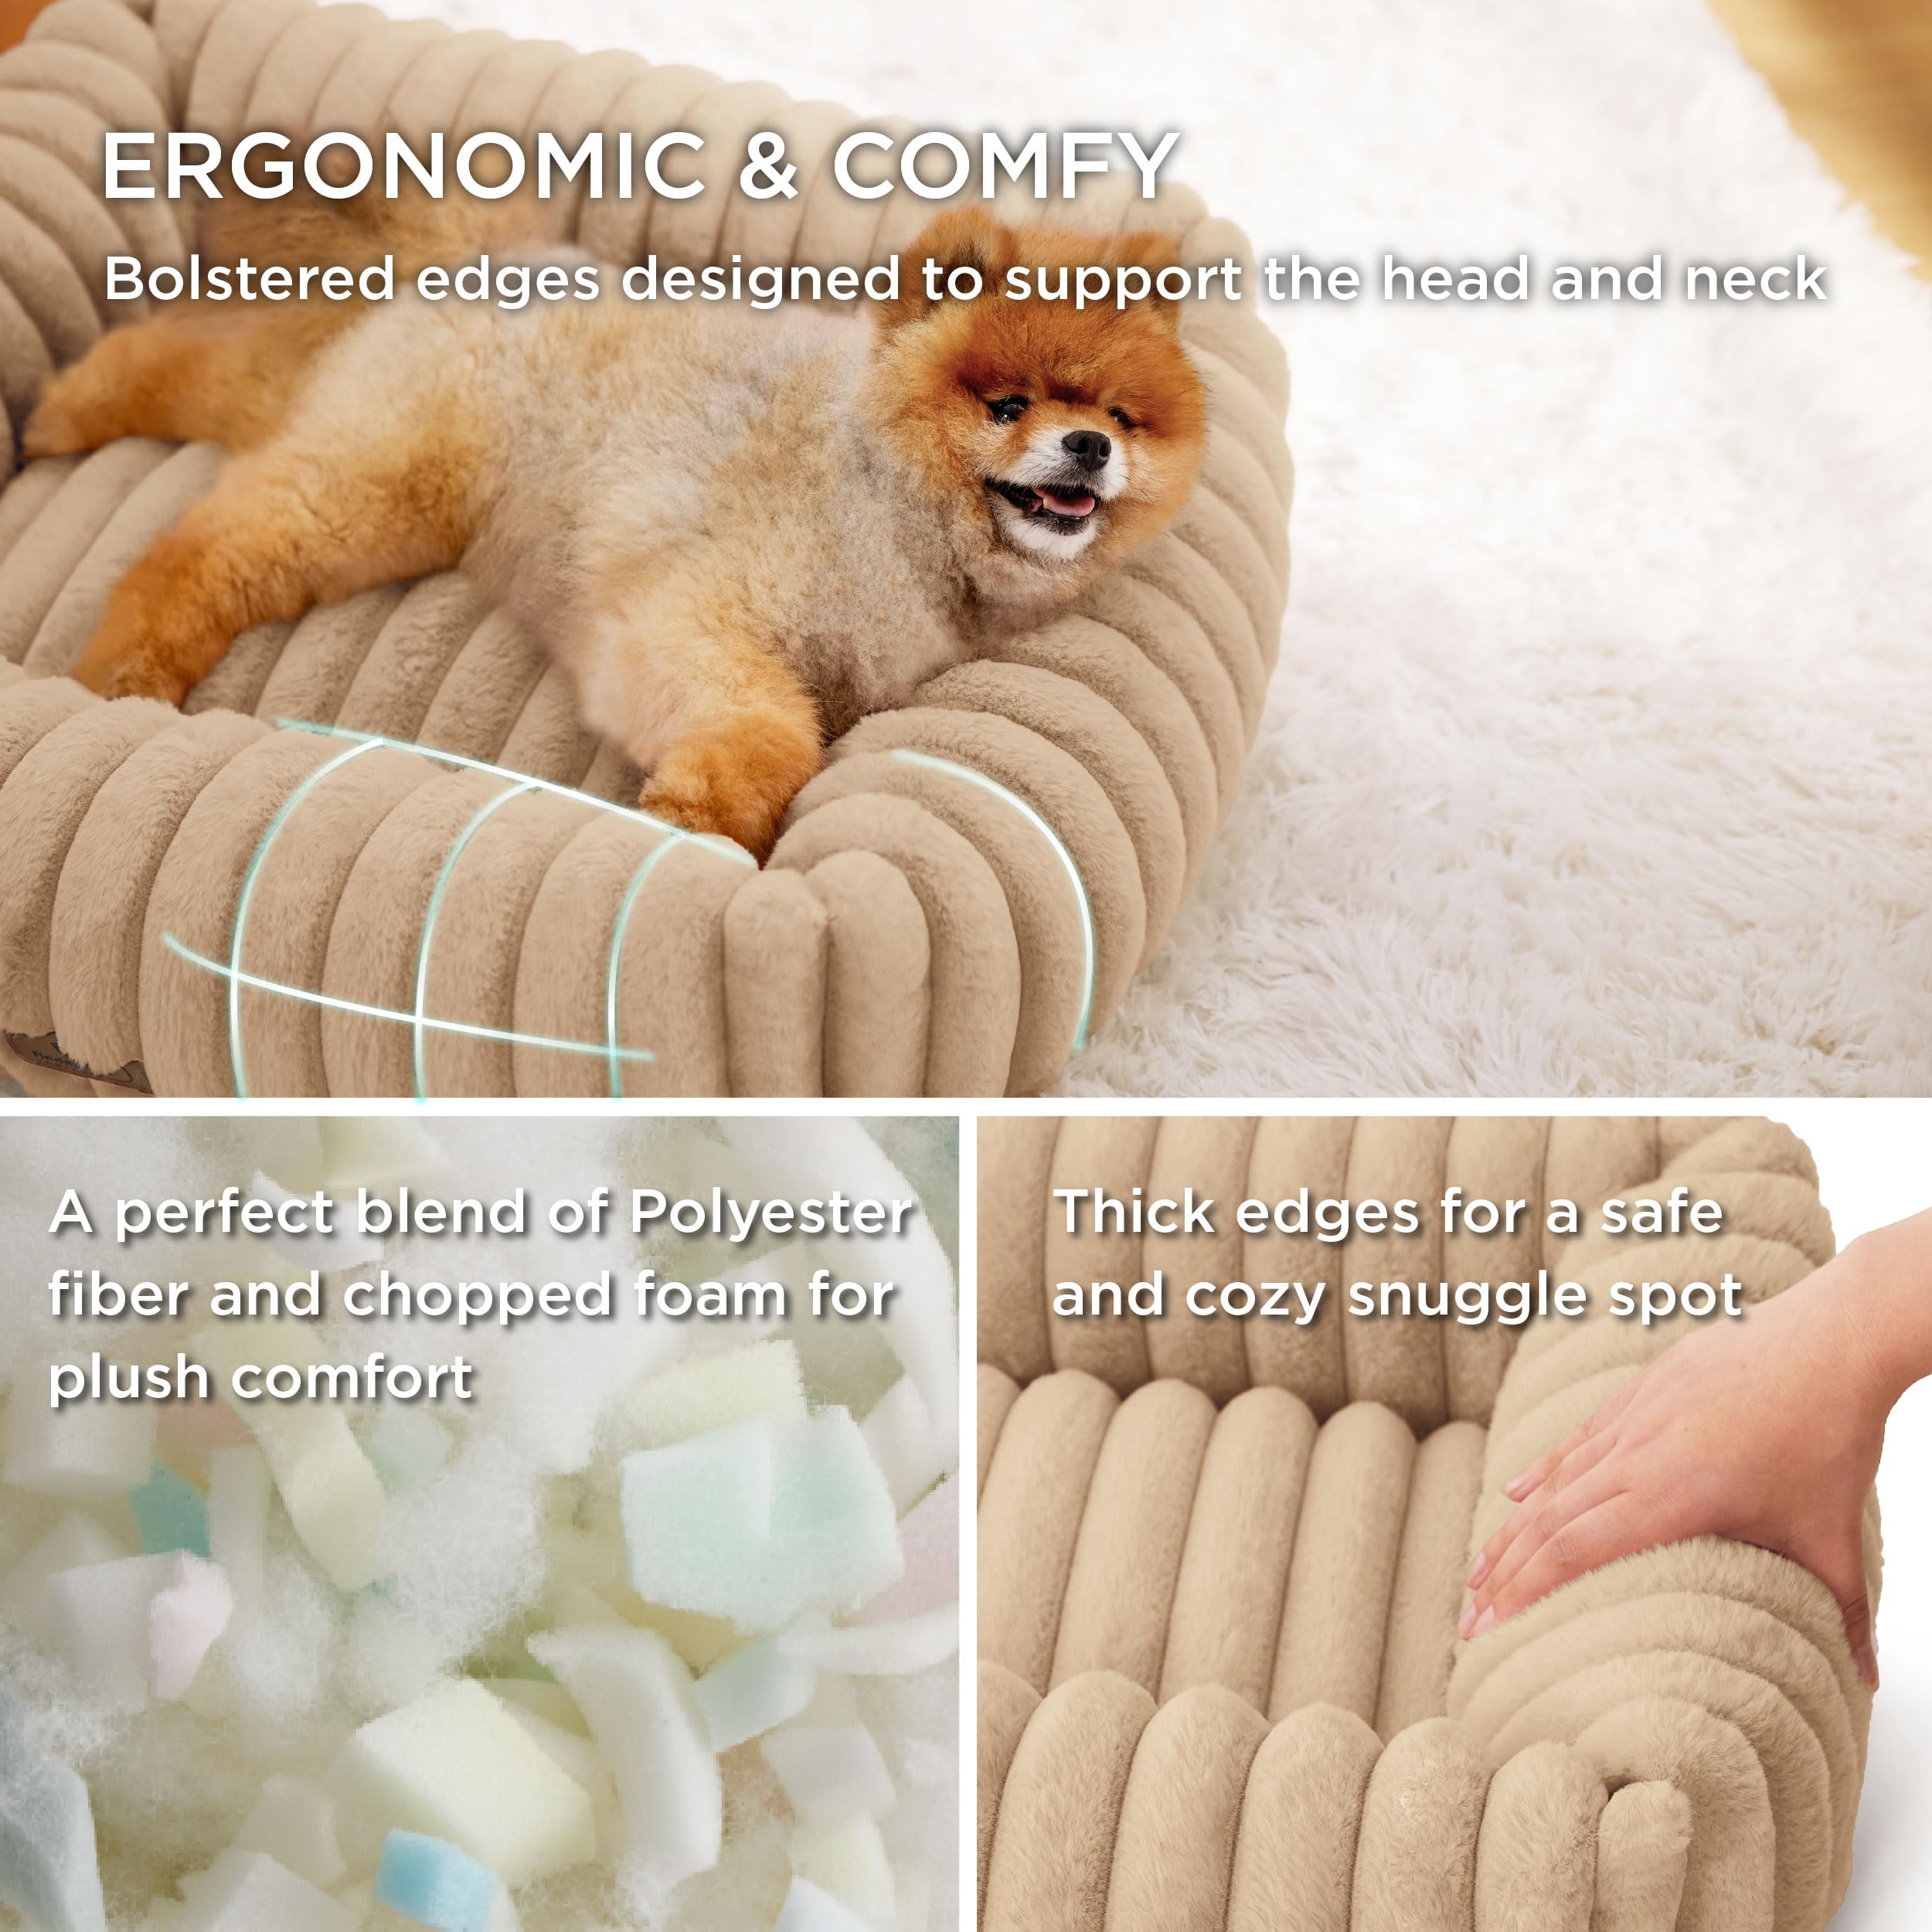 ERGONOMIC & COMFY
Bolstered edges designed to support the head and neck
A perfect blend of Polyester
fiber and chopped foam for
plush comfort
Thick edges for a safe
and cozy snuggle spot